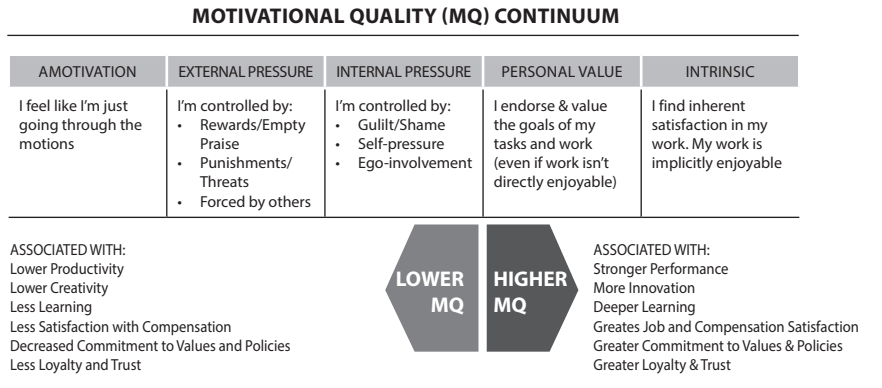 MOTIVATIONAL QUALITY (MQ) CONTINUUM
AMOTIVATION
EXTERNAL PRESSURE
INTERNAL PRESSURE
PERSONAL VALUE
INTRINSIC
I feel like I'm just
going through the
motions
I'm controlled by:
• Rewards/Empty
Praise
• Punishments/
Threats
• Forced by others
I'm controlled by:
• Gulilt/Shame
• Self-pressure
• Ego-involvement
I endorse & value
the goals of my
tasks and work
(even if work isn't
directly enjoyable)
I find inherent
satisfaction in my
work. My work is
implicitly enjoyable
ASSOCIATED WITH:
Lower Productivity
Lower Creativity
Less Learning
Less Satisfaction with Compensation
Decreased Commitment to Values and Policies
Less Loyalty and Trust
LOWER
MQ
HIGHER
MQ
ASSOCIATED WITH:
Stronger Performance
More Innovation
Deeper Learning
Greates Job and Compensation Satisfaction
Greater Commitment to Values & Policies
Greater Loyalty & Trust